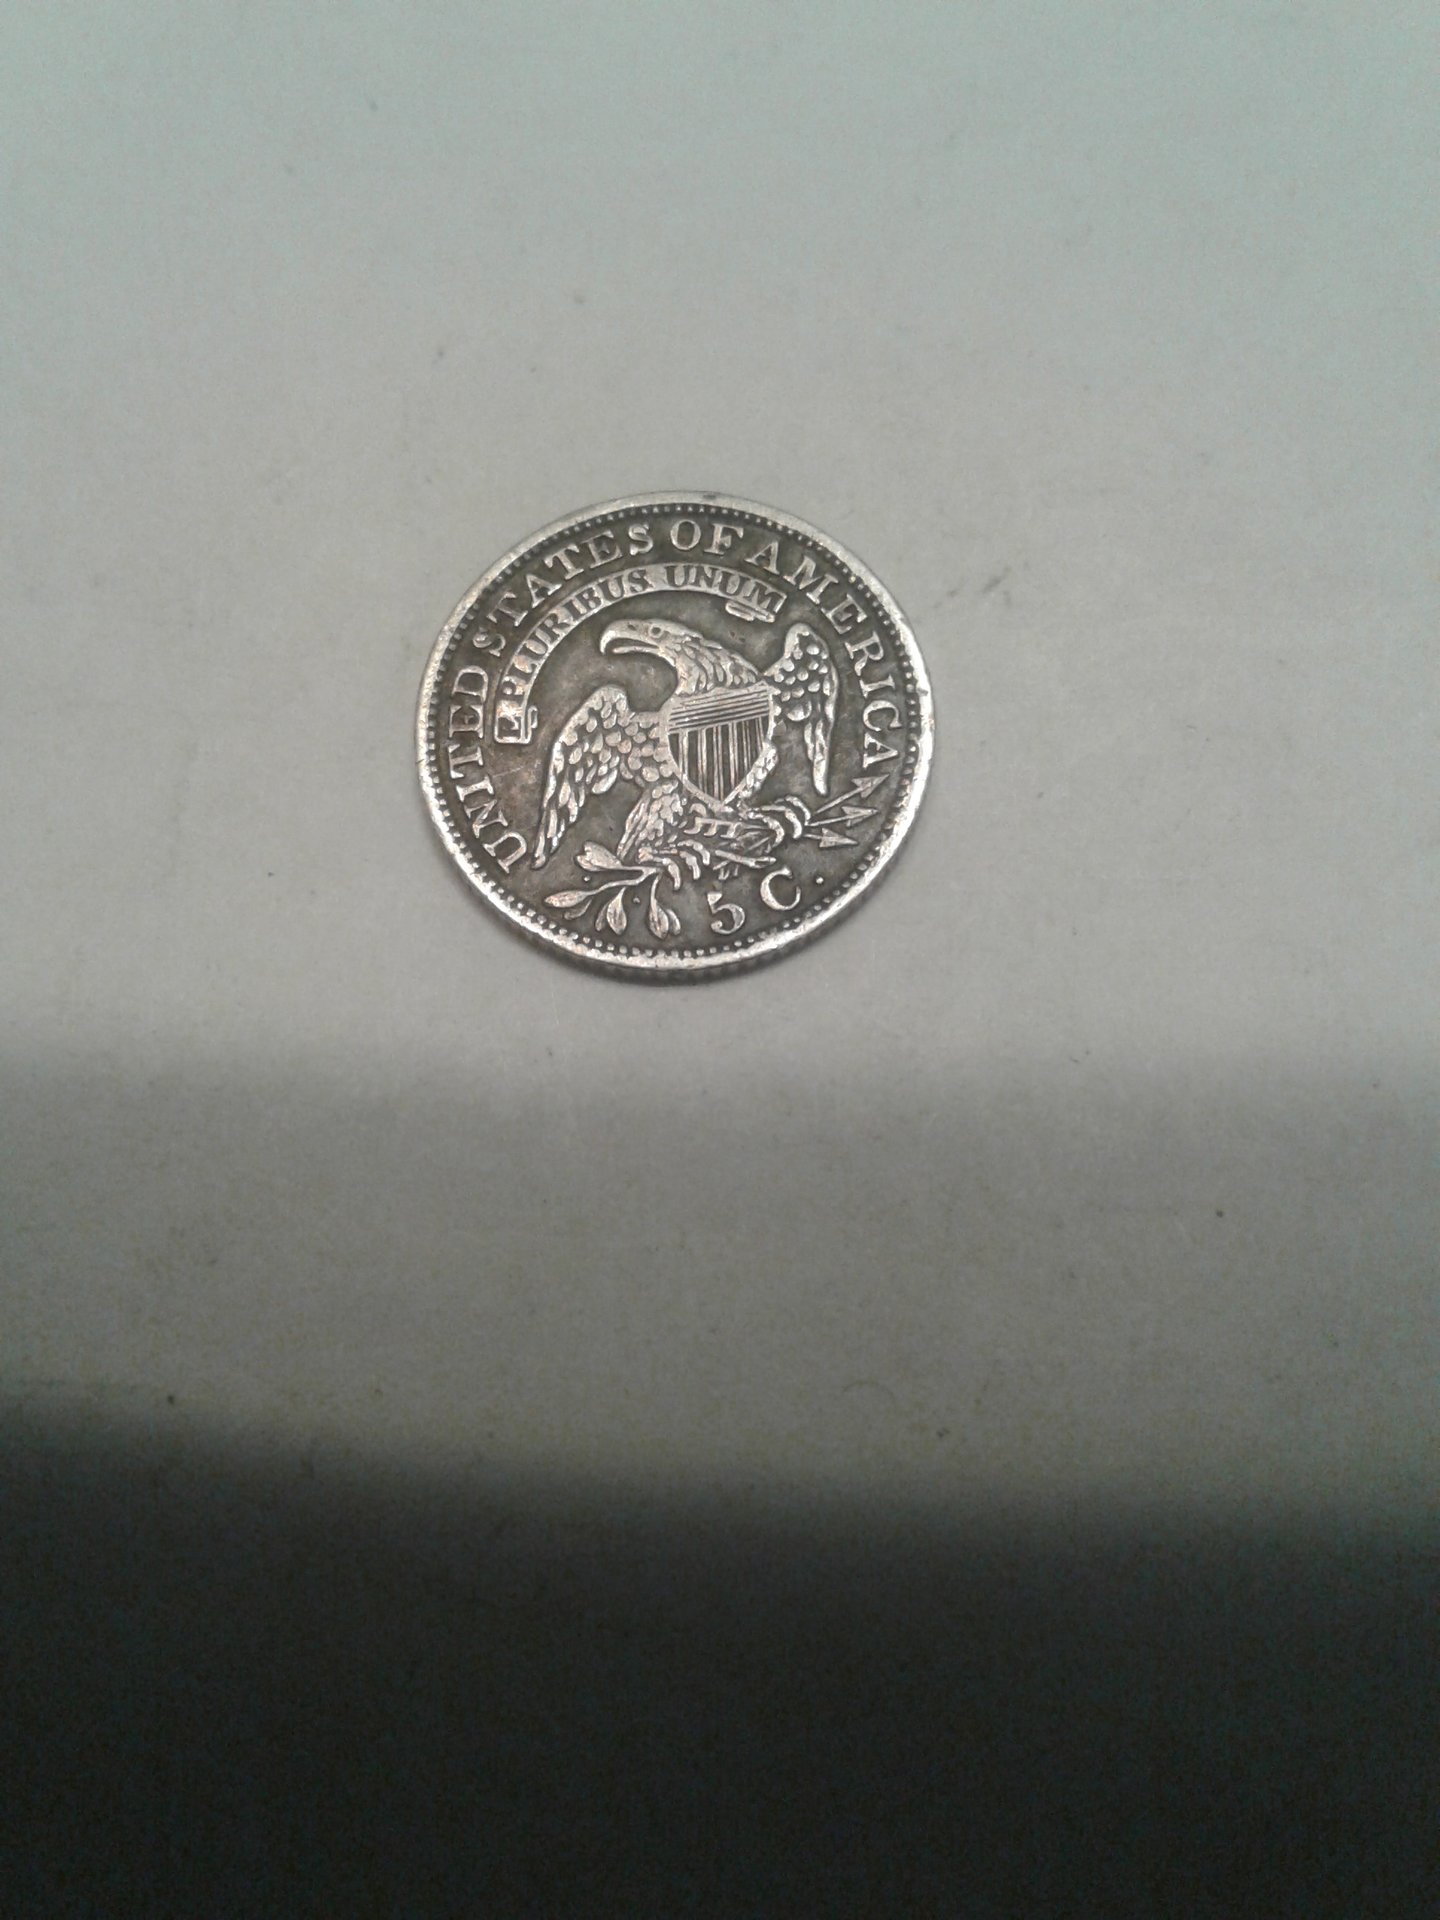 UNITED STATES OF AMERICA
E PLURIBUS UNUM
5 C.